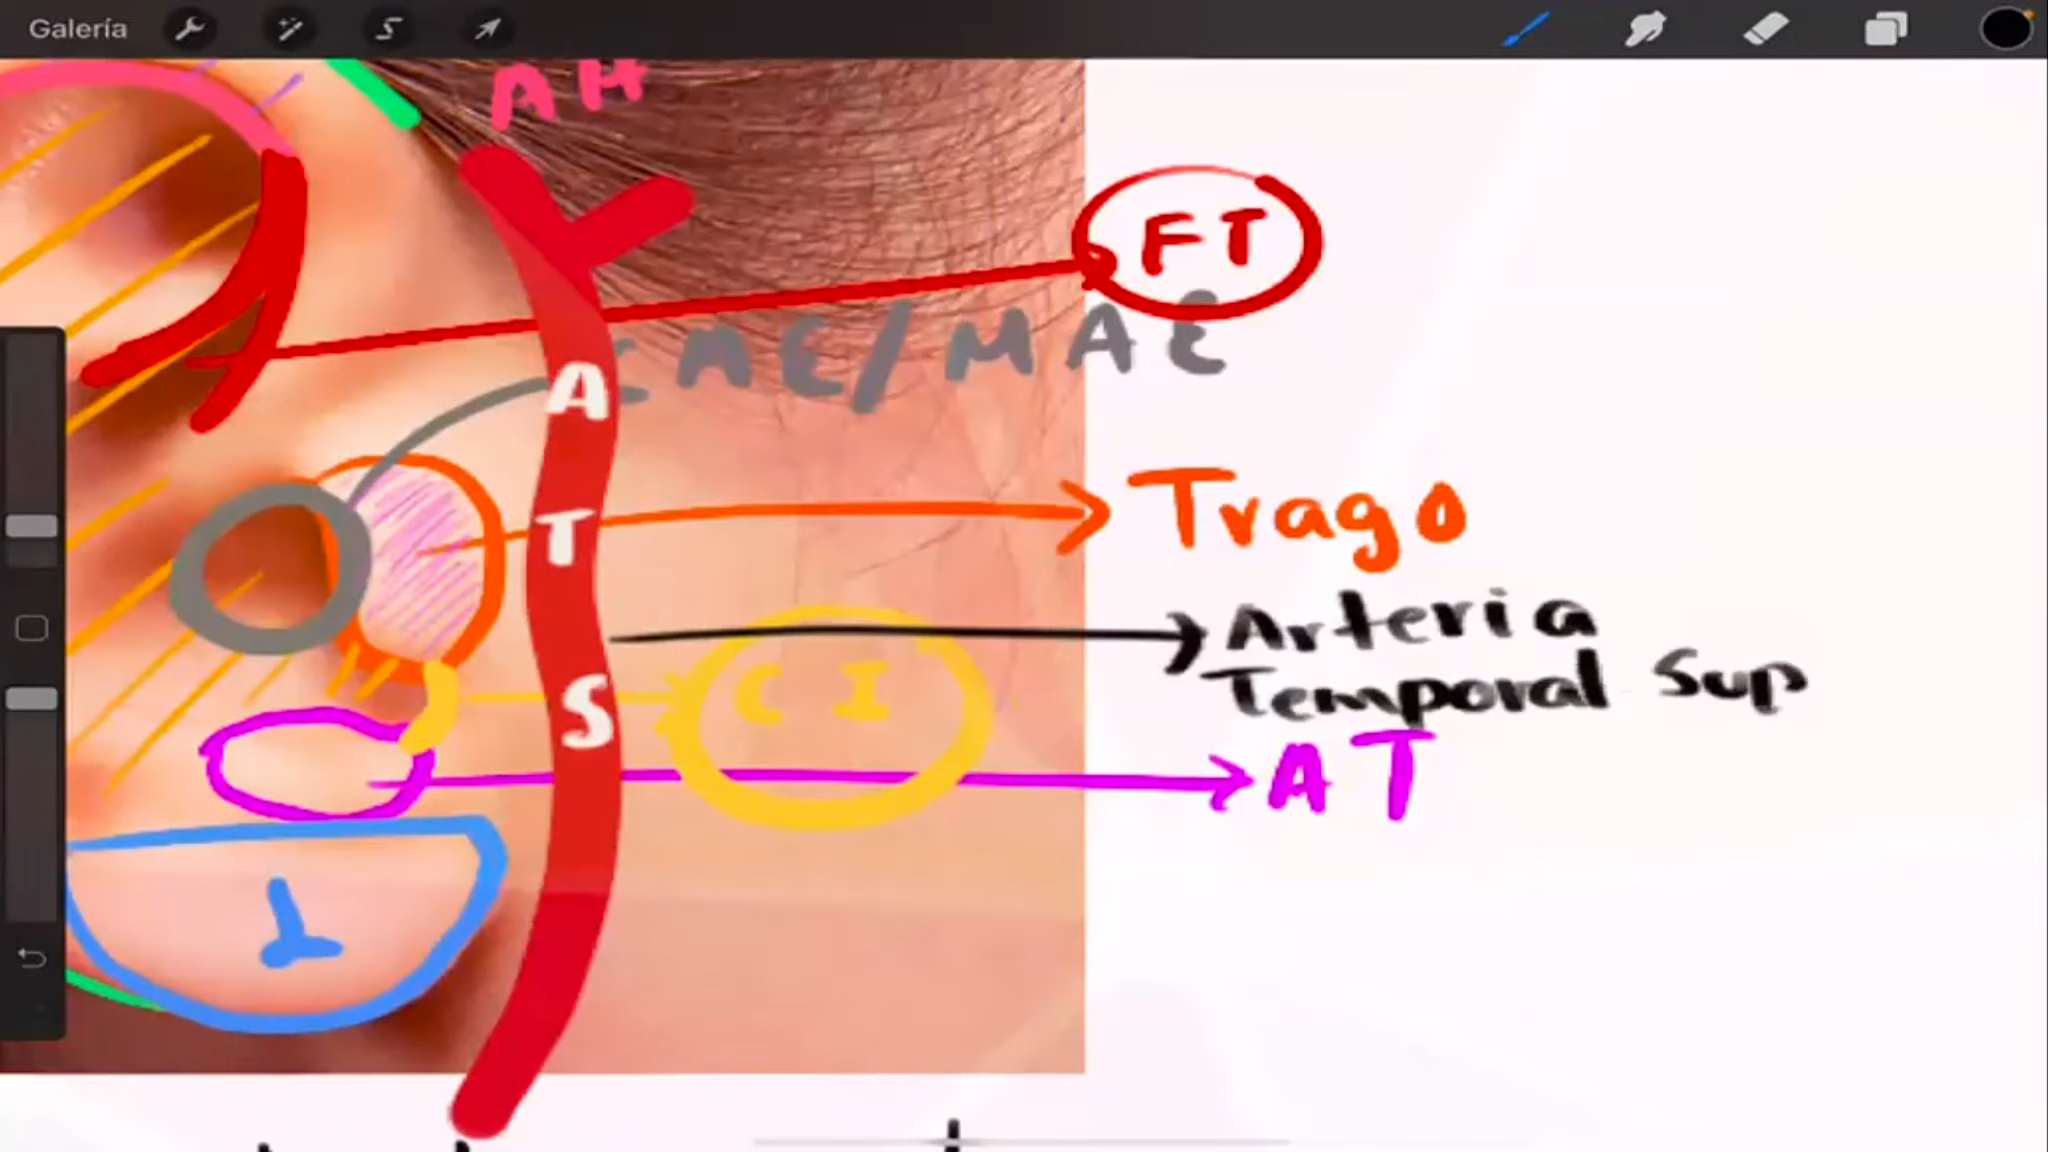 Galería
AH
FT
CAE/MAE
A
T
S
Trago
Arteria
Temporal Sup
CI
AT
L